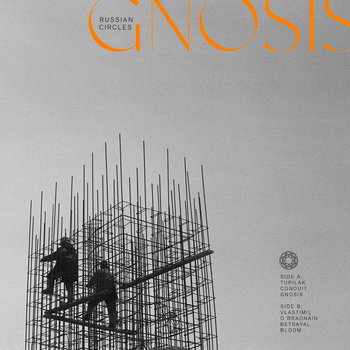 GNOSIS
RUSSIAN
CIRCLES
SIDE A:
TUPILAK
CONDUIT
GNOSIS
SIDE B:
VLASTIMIL
Ó BRAONÁIN
BETRAYAL
BLOOM